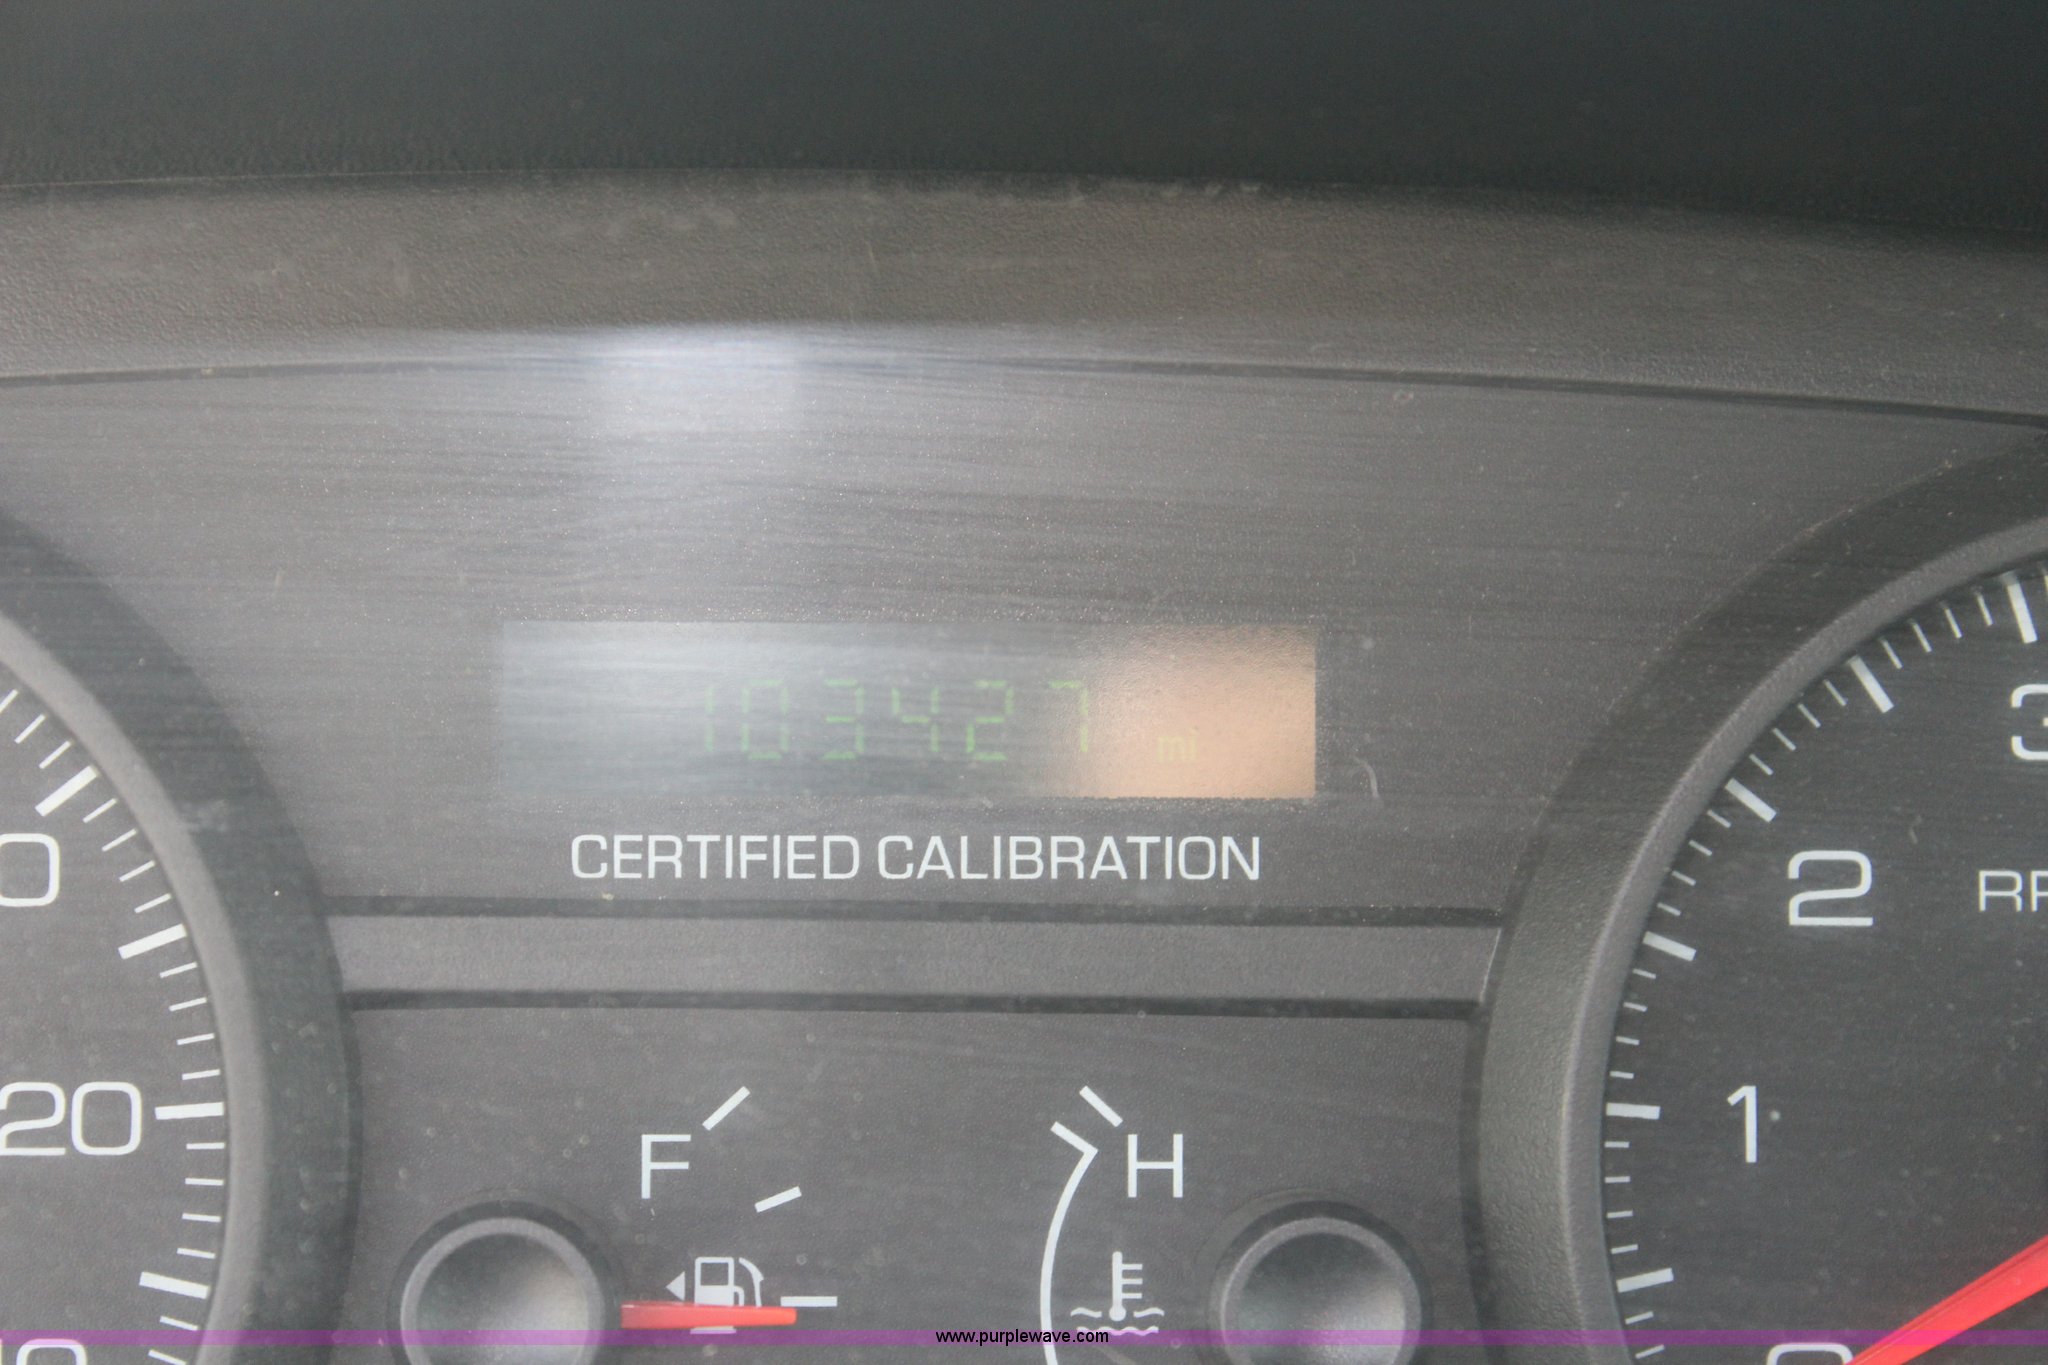 103427 mi
CERTIFIED CALIBRATION
3
2
RP
1
20
F
H
0
www.purplewave.com